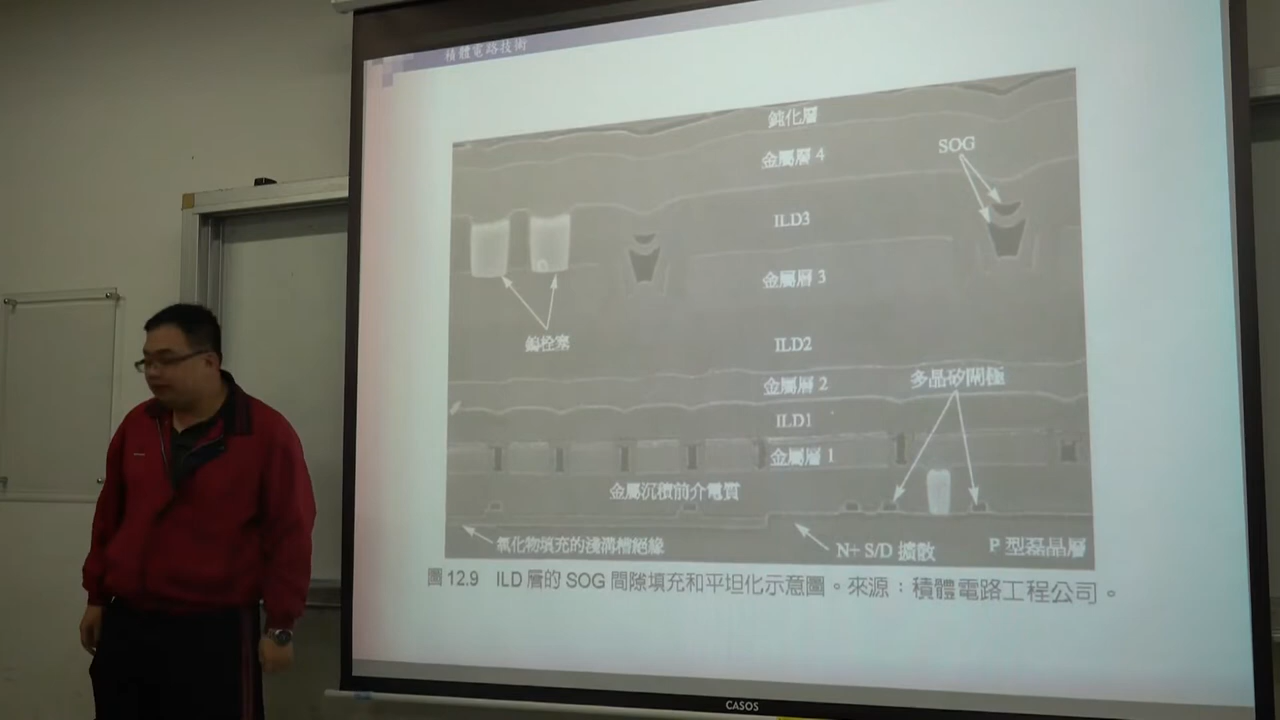 積體電路技術
鈍化層
金屬層 4
SOG
ILD3
金屬層 3
鎢栓塞
ILD2
金屬層 2
多晶矽閘極
ILD1
金屬層 1
金屬沉積前介電質
氧化物填充的淺溝槽絕緣
N+ S/D 擴散
P 型磊晶層
圖 12.9 ILD 層的 SOG 間隙填充和平坦化示意圖。來源：積體電路工程公司。
CASOS